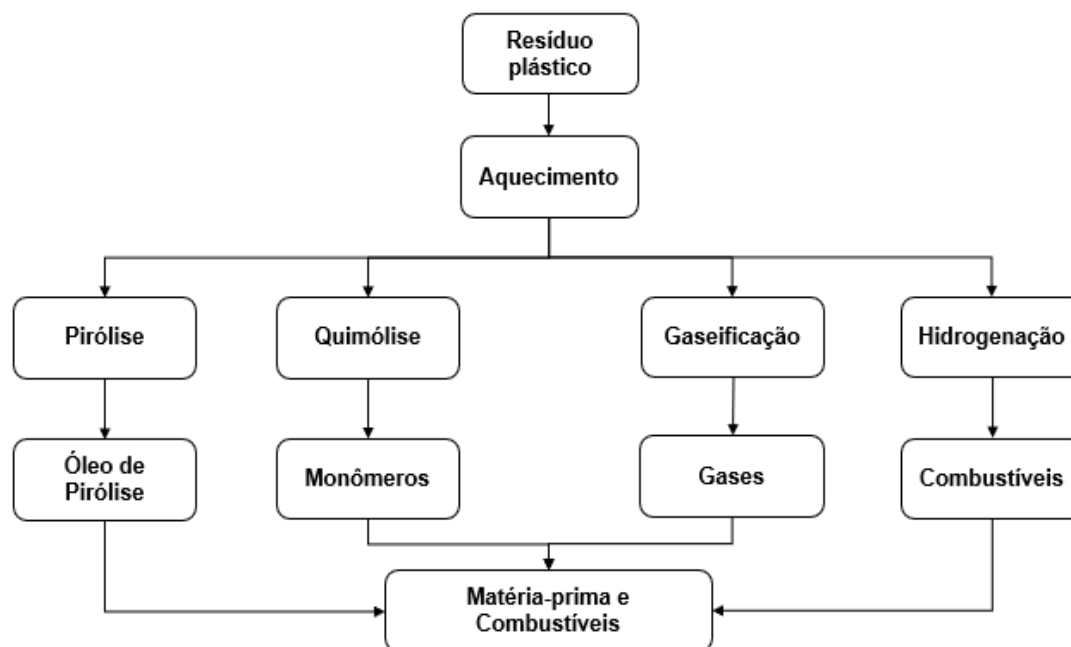 Resíduo
plástico
Aquecimento
Pirólise
Quimólise
Gaseificação
Hidrogenação
Óleo de
Pirólise
Monômeros
Gases
Combustíveis
Matéria-prima e
Combustíveis